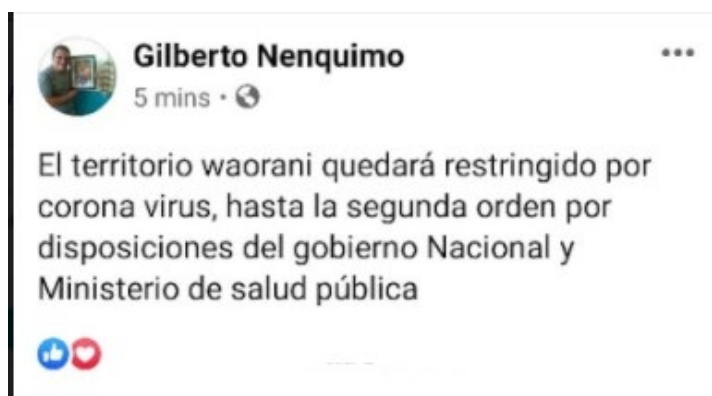 Gilberto Nenquimo
5 mins ·
El territorio waorani quedará restringido por
corona virus, hasta la segunda orden por
disposiciones del gobierno Nacional y
Ministerio de salud pública